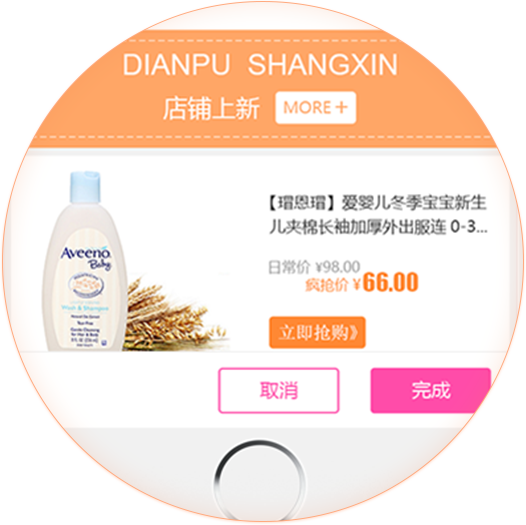 DIANPU SHANGXIN
店铺上新 MORE+
【瑁恩瑁】爱婴儿冬季宝宝新生
儿夹棉长袖加厚外出服连 0-3...
日常价 ¥98.00
疯抢价 ¥66.00
立即抢购》
Aveeno
Baby
Wash & Shampoo
取消 完成